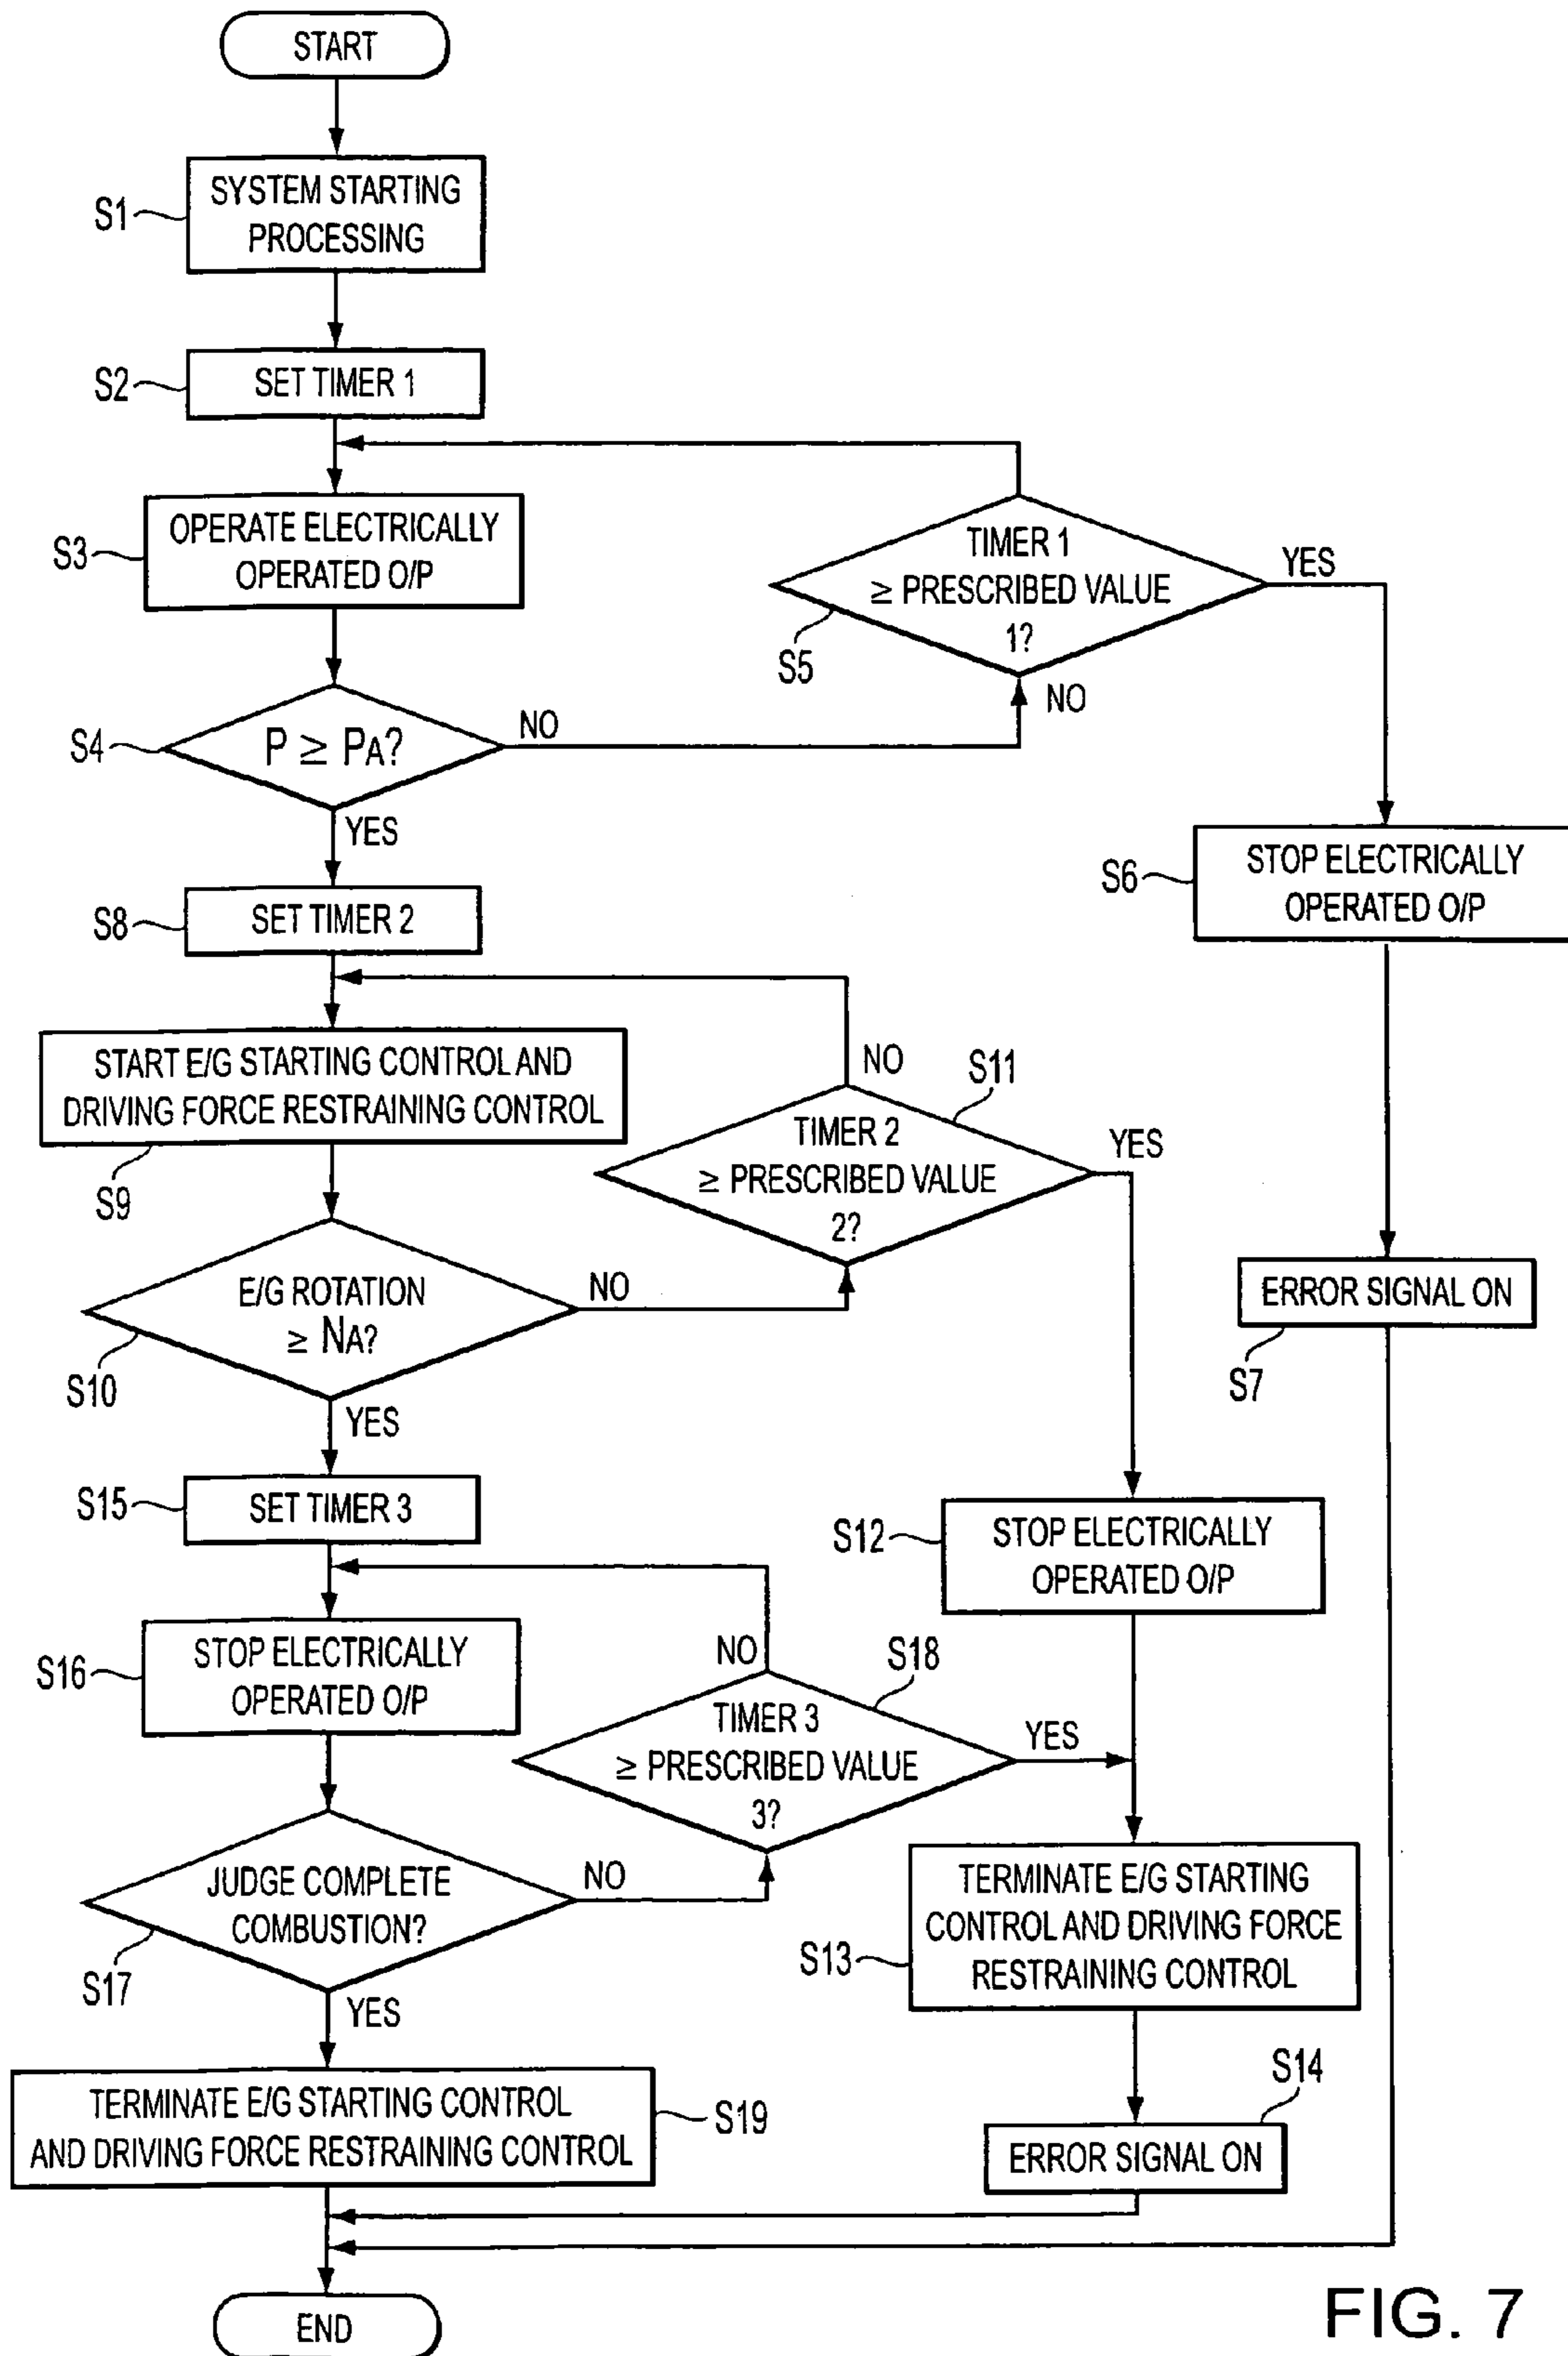 START
S1
SYSTEM STARTING
PROCESSING
S2
SET TIMER 1
S3
OPERATE ELECTRICALLY
OPERATED O/P
TIMER 1
≥ PRESCRIBED VALUE
1?
YES
S5
NO
S4
P ≥ PA?
NO
YES
S6
STOP ELECTRICALLY
OPERATED O/P
S8
SET TIMER 2
START E/G STARTING CONTROL AND
DRIVING FORCE RESTRAINING CONTROL
S9
NO
S11
TIMER 2
≥ PRESCRIBED VALUE
2?
YES
E/G ROTATION
≥ NA?
S10
NO
YES
ERROR SIGNAL ON
S7
S15
SET TIMER 3
S12
STOP ELECTRICALLY
OPERATED O/P
S16
STOP ELECTRICALLY
OPERATED O/P
NO
S18
TIMER 3
≥ PRESCRIBED VALUE
3?
YES
JUDGE COMPLETE
COMBUSTION?
S17
NO
YES
S13
TERMINATE E/G STARTING
CONTROL AND DRIVING FORCE
RESTRAINING CONTROL
TERMINATE E/G STARTING CONTROL
AND DRIVING FORCE RESTRAINING CONTROL
S19
S14
ERROR SIGNAL ON
END
FIG. 7